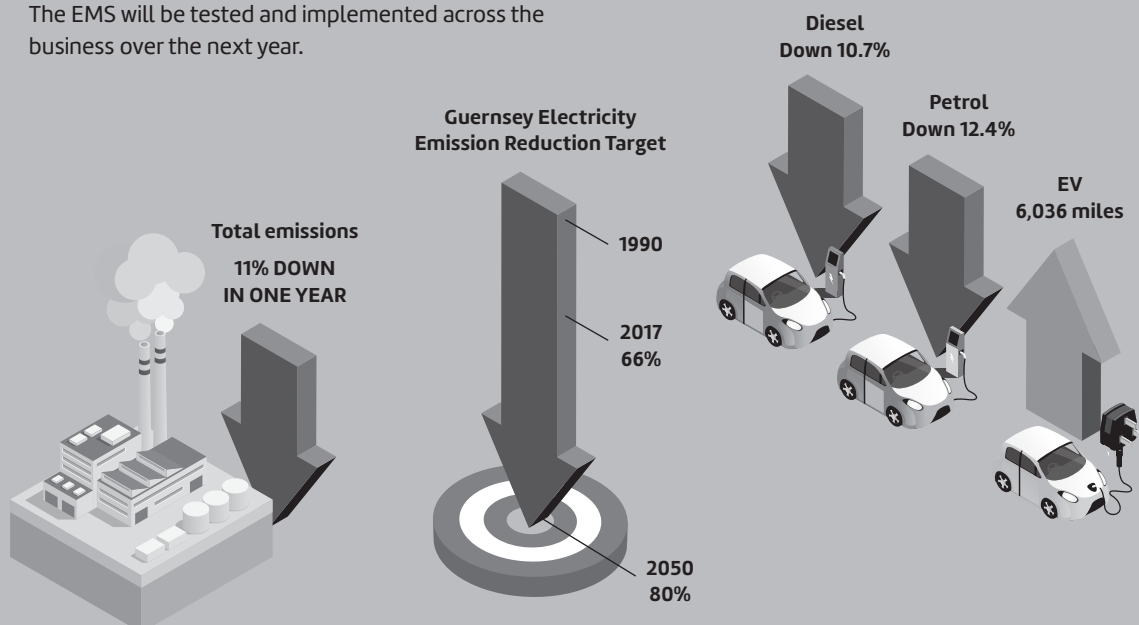 The EMS will be tested and implemented across the
business over the next year.
Total emissions
11% DOWN
IN ONE YEAR
Guernsey Electricity
Emission Reduction Target
1990
2017
66%
2050
80%
Diesel
Down 10.7%
Petrol
Down 12.4%
EV
6,036 miles